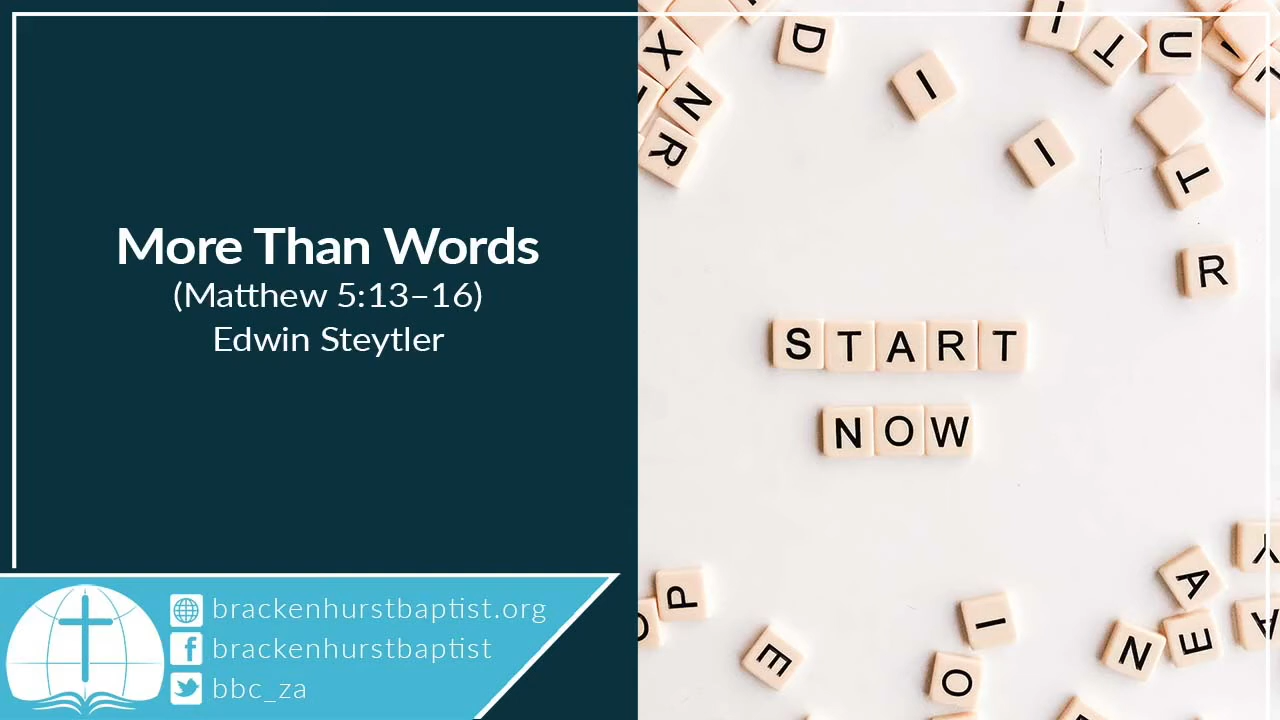 More Than Words
(Matthew 5:13–16)
Edwin Steytler
START
NOW
brackenhurstbaptist.org
brackenhurstbaptist
bbc_za
D
I
I
T
U
I
T
R
X
N
R
P
E
I
O
N
E
A
Y
A